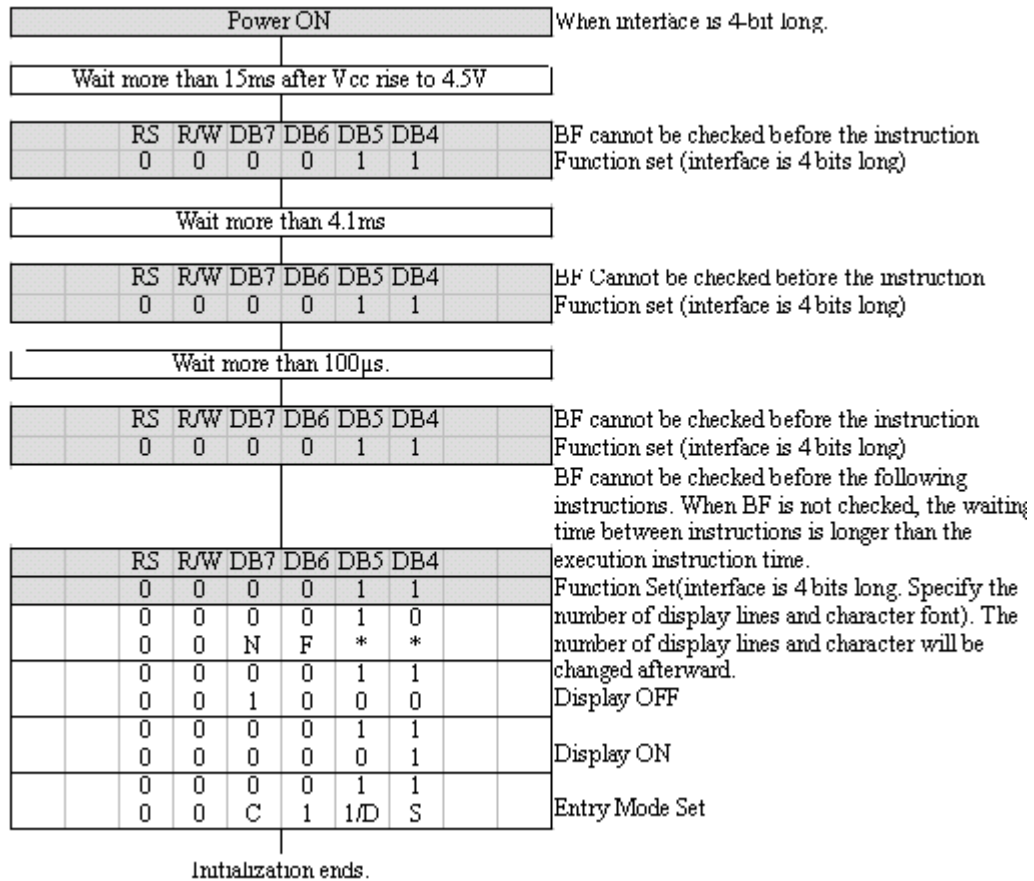 Power ON When interface is 4-bit long.
Wait more than 15ms after Vcc rise to 4.5V
RS R/W DB7 DB6 DB5 DB4 BF cannot be checked before the instruction
0 0 0 0 1 1 Function set (interface is 4 bits long)
Wait more than 4.1ms
RS R/W DB7 DB6 DB5 DB4 BF Cannot be checked before the instruction
0 0 0 0 1 1 Function set (interface is 4 bits long)
Wait more than 100μs.
RS R/W DB7 DB6 DB5 DB4 BF cannot be checked before the instruction
0 0 0 0 1 1 Function set (interface is 4 bits long)
BF cannot be checked before the following
instructions. When BF is not checked, the waiting
time between instructions is longer than the
RS R/W DB7 DB6 DB5 DB4 execution instruction time.
0 0 0 0 1 1 Function Set(interface is 4 bits long. Specify the
0 0 0 0 1 0 number of display lines and character font). The
0 0 N F * * number of display lines and character will be
0 0 0 0 1 1 changed afterward.
0 0 1 0 0 0 Display OFF
0 0 0 0 1 1
0 0 0 0 0 1 Display ON
0 0 0 0 1 1
0 0 C 1 1/D S Entry Mode Set
Initialization ends.